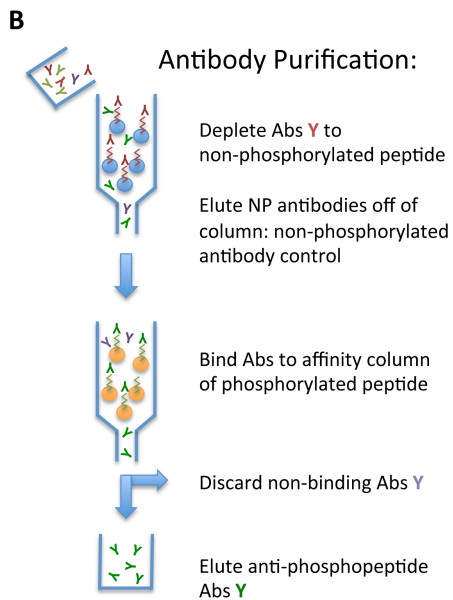 B
Antibody Purification:
Deplete Abs Y to
non-phosphorylated peptide
Elute NP antibodies off of
column: non-phosphorylated
antibody control
Bind Abs to affinity column
of phosphorylated peptide
Discard non-binding Abs Y
Elute anti-phosphopeptide
Abs Y